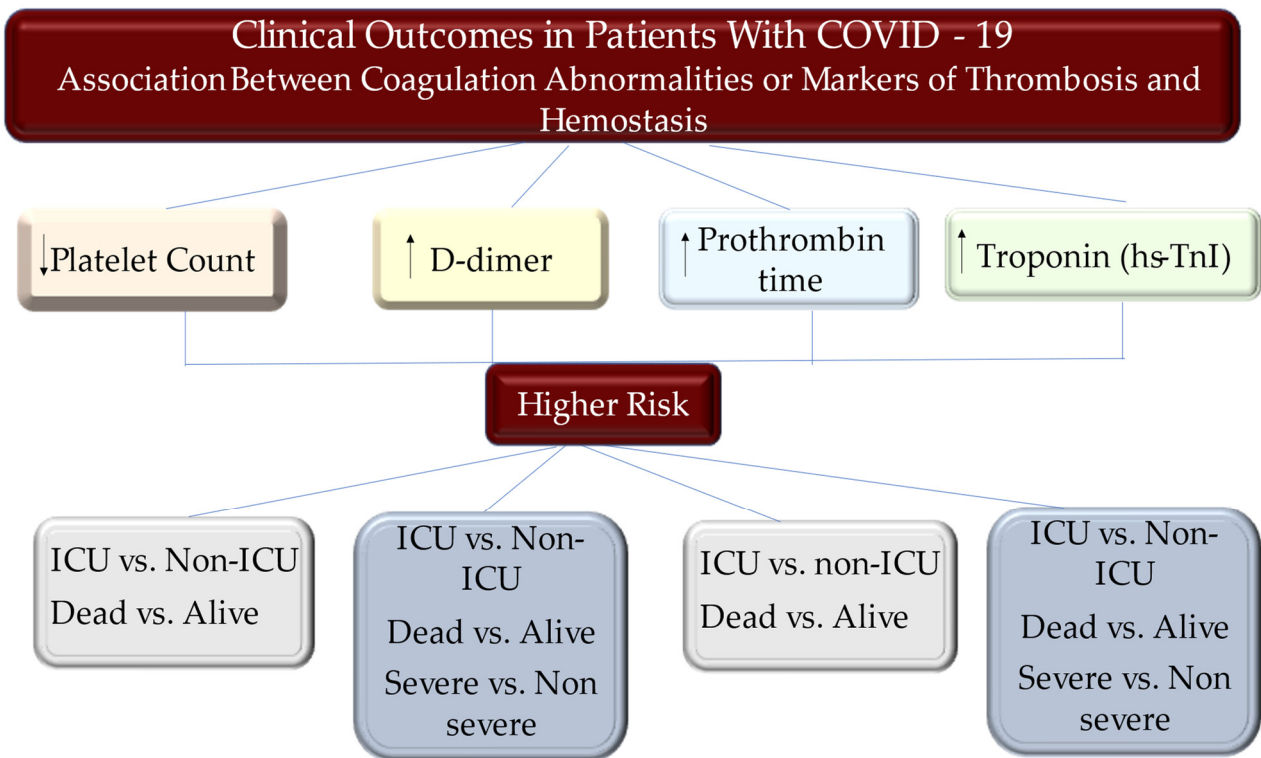 Clinical Outcomes in Patients With COVID - 19
Association Between Coagulation Abnormalities or Markers of Thrombosis and
Hemostasis
↓Platelet Count
↑ D-dimer
↑ Prothrombin
time
↑ Troponin (hs-TnI)
Higher Risk
ICU vs. Non-ICU
Dead vs. Alive
ICU vs. Non-
ICU
Dead vs. Alive
Severe vs. Non
severe
ICU vs. non-ICU
Dead vs. Alive
ICU vs. Non-
ICU
Dead vs. Alive
Severe vs. Non
severe